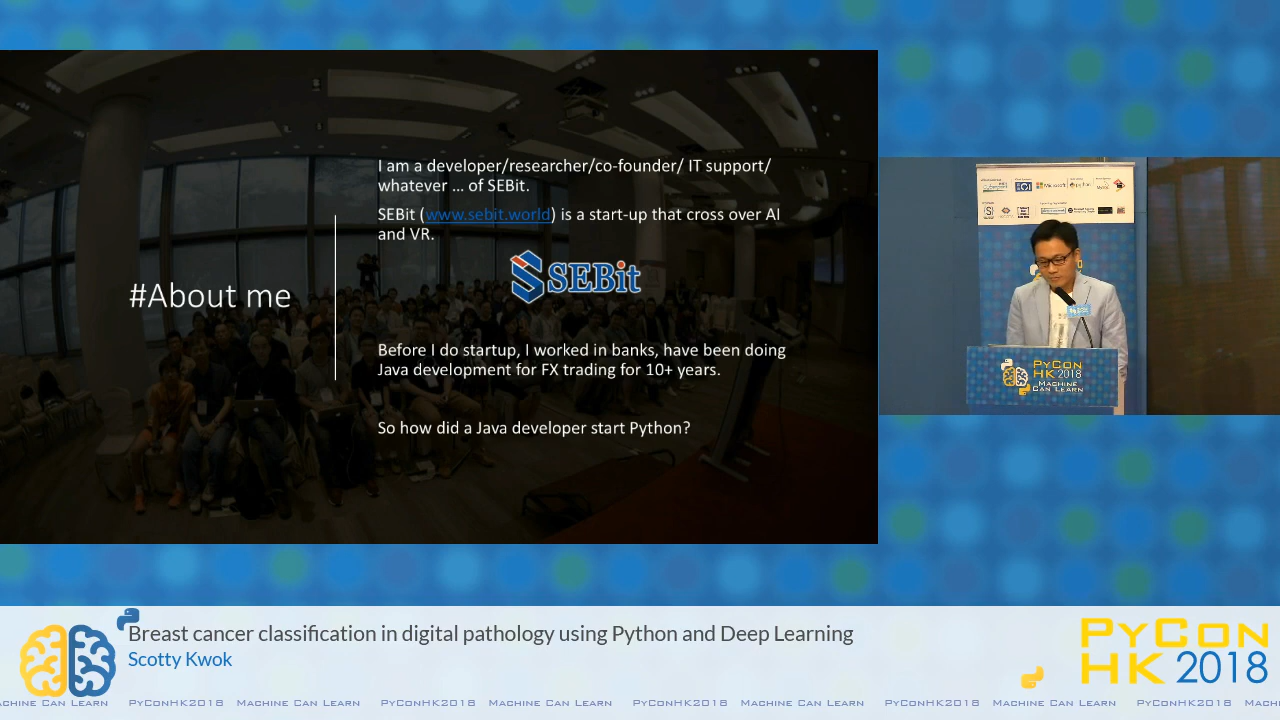 I am a developer/researcher/co-founder/ IT support/
whatever ... of SEBit.
SEBit (www.sebit.world) is a start-up that cross over AI
and VR.
SEBit
#About me
Before I do startup, I worked in banks, have been doing
Java development for FX trading for 10+ years.
So how did a Java developer start Python?
Microsoft
python
PyCon
HK 2018
Machine
Can Learn
Breast cancer classification in digital pathology using Python and Deep Learning
Scotty Kwok
PyCon
HK 2018
achine Can Learn PyConHK2018 Machine Can Learn PyConHK2018 Machine Can Learn PyConHK2018 Machine Can Learn PyConHK2018 Machine Can Learn PyConHK2018 Mach